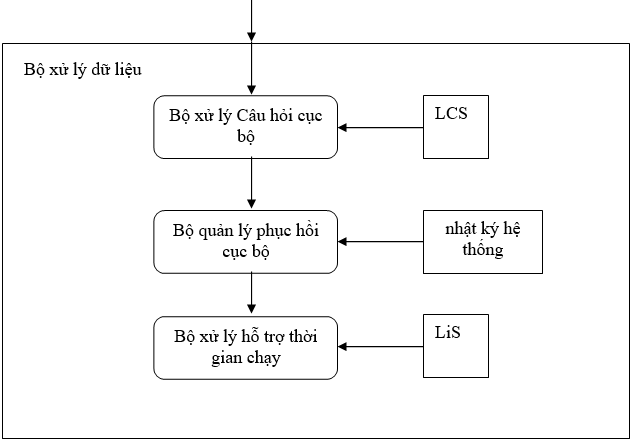 Bộ xử lý dữ liệu
Bộ xử lý Câu hỏi cục
bộ
LCS
Bộ quản lý phục hồi
cục bộ
nhật ký hệ
thống
Bộ xử lý hỗ trợ thời
gian chạy
LiS